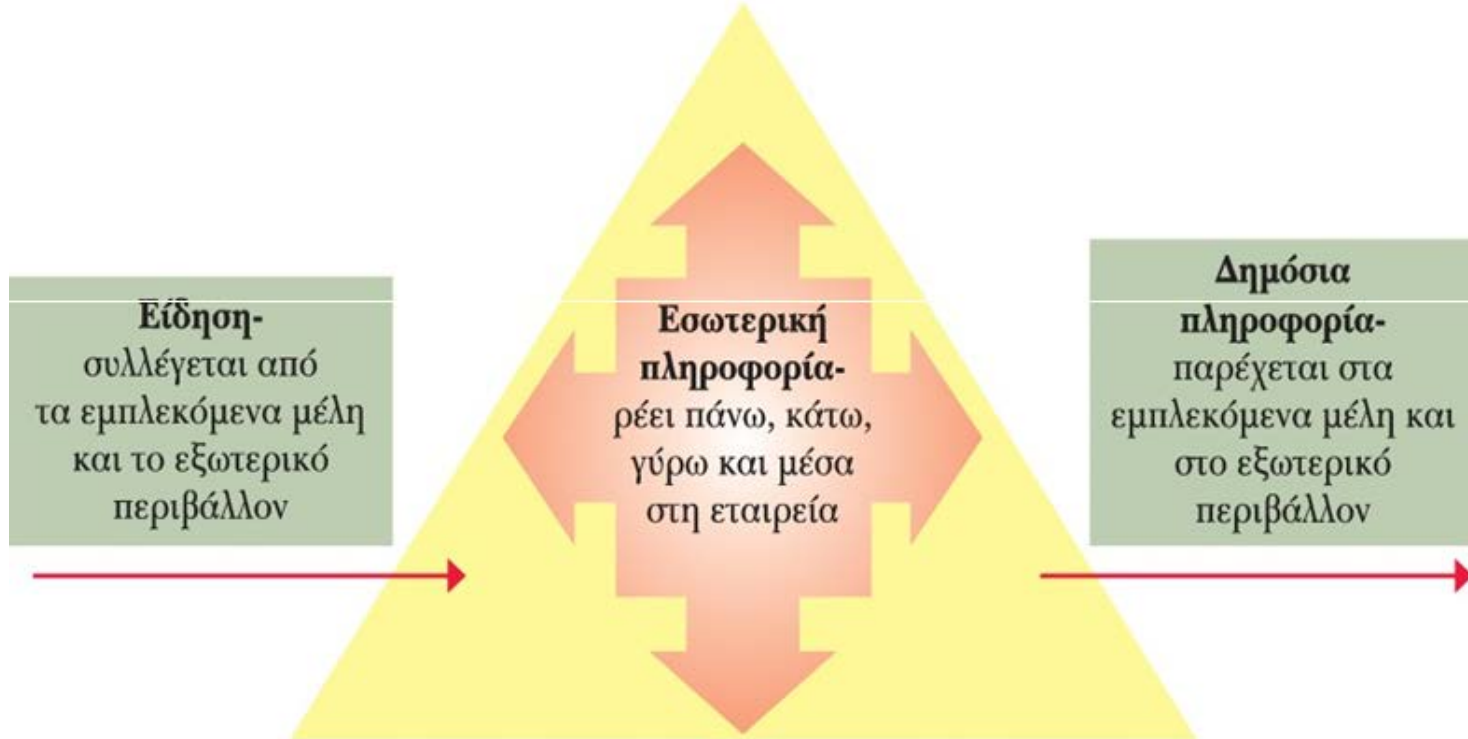 Είδηση-
συλλέγεται από
τα εμπλεκόμενα μέλη
και το εξωτερικό
περιβάλλον
Εσωτερική
πληροφορία-
ρέει πάνω, κάτω,
γύρω και μέσα
στη εταιρεία
Δημόσια
πληροφορία-
παρέχεται στα
εμπλεκόμενα μέλη και
στο εξωτερικό
περιβάλλον